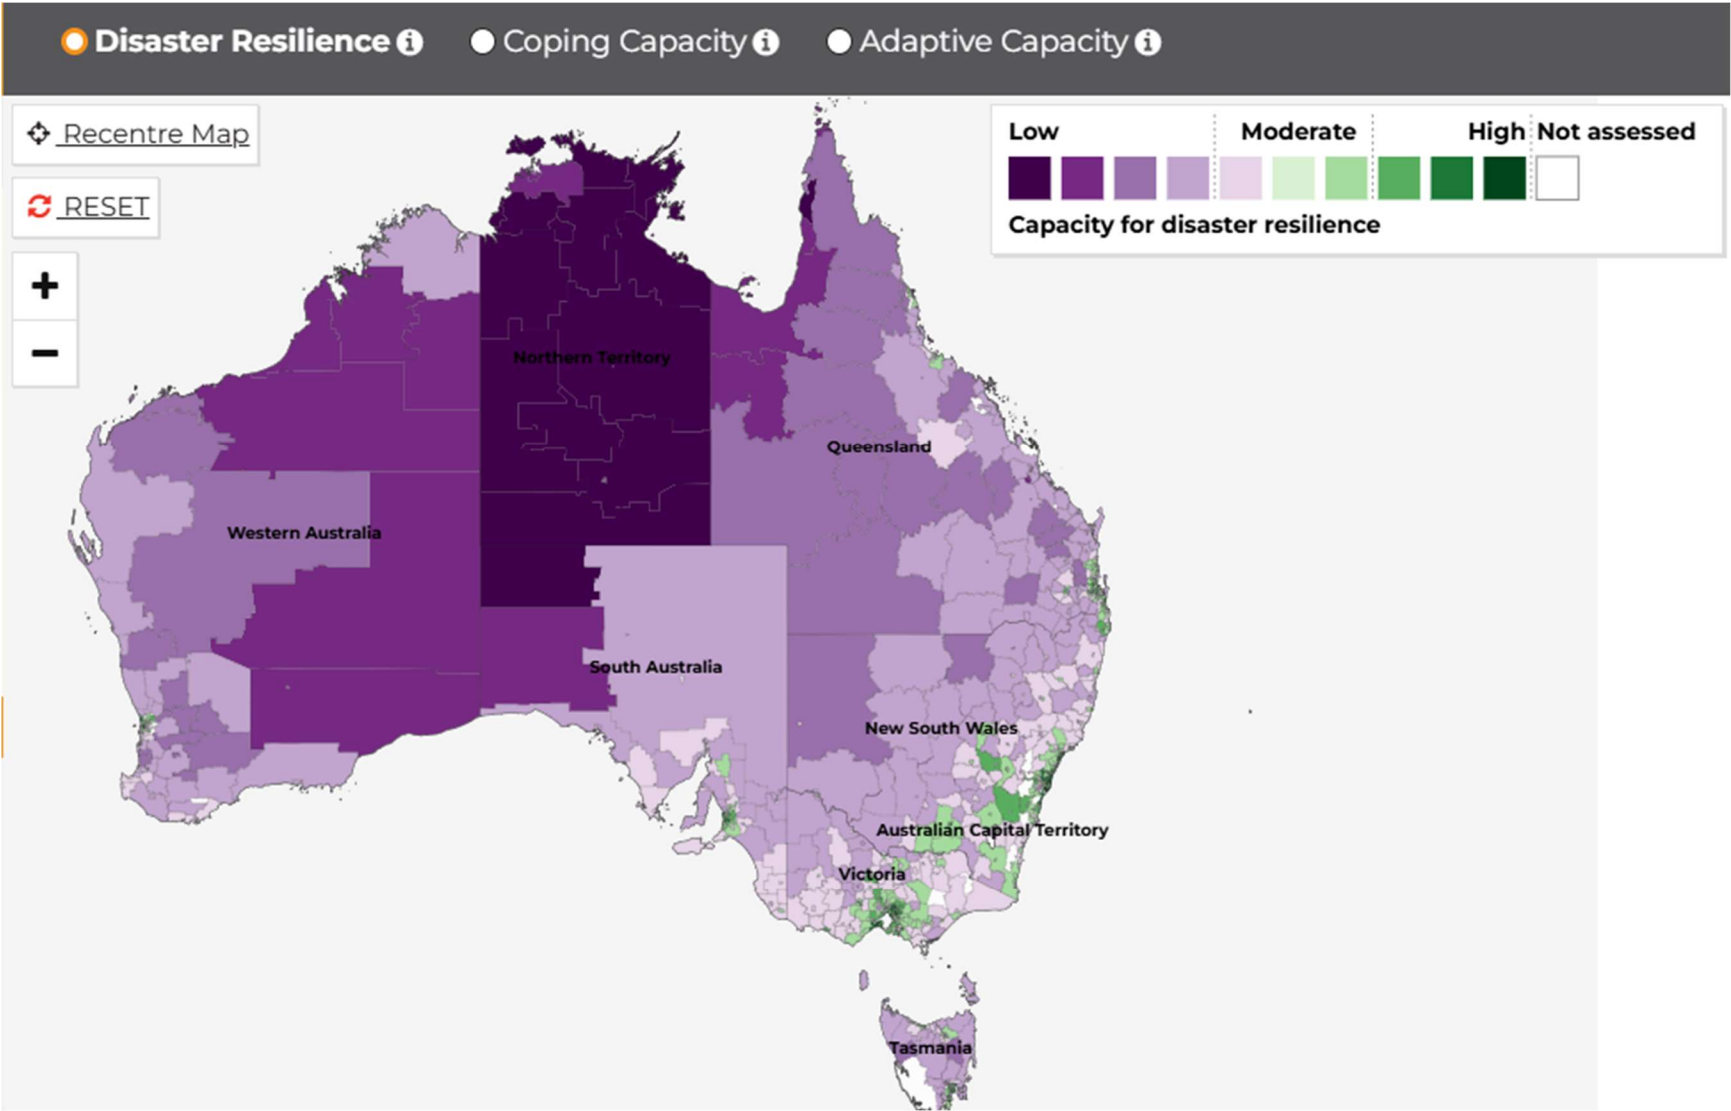 Disaster Resilience i Coping Capacity i Adaptive Capacity i
Recentre Map
RESET
+
−
Low Moderate High Not assessed
Capacity for disaster resilience
Northern Territory
Queensland
Western Australia
South Australia
New South Wales
Australian Capital Territory
Victoria
Tasmania